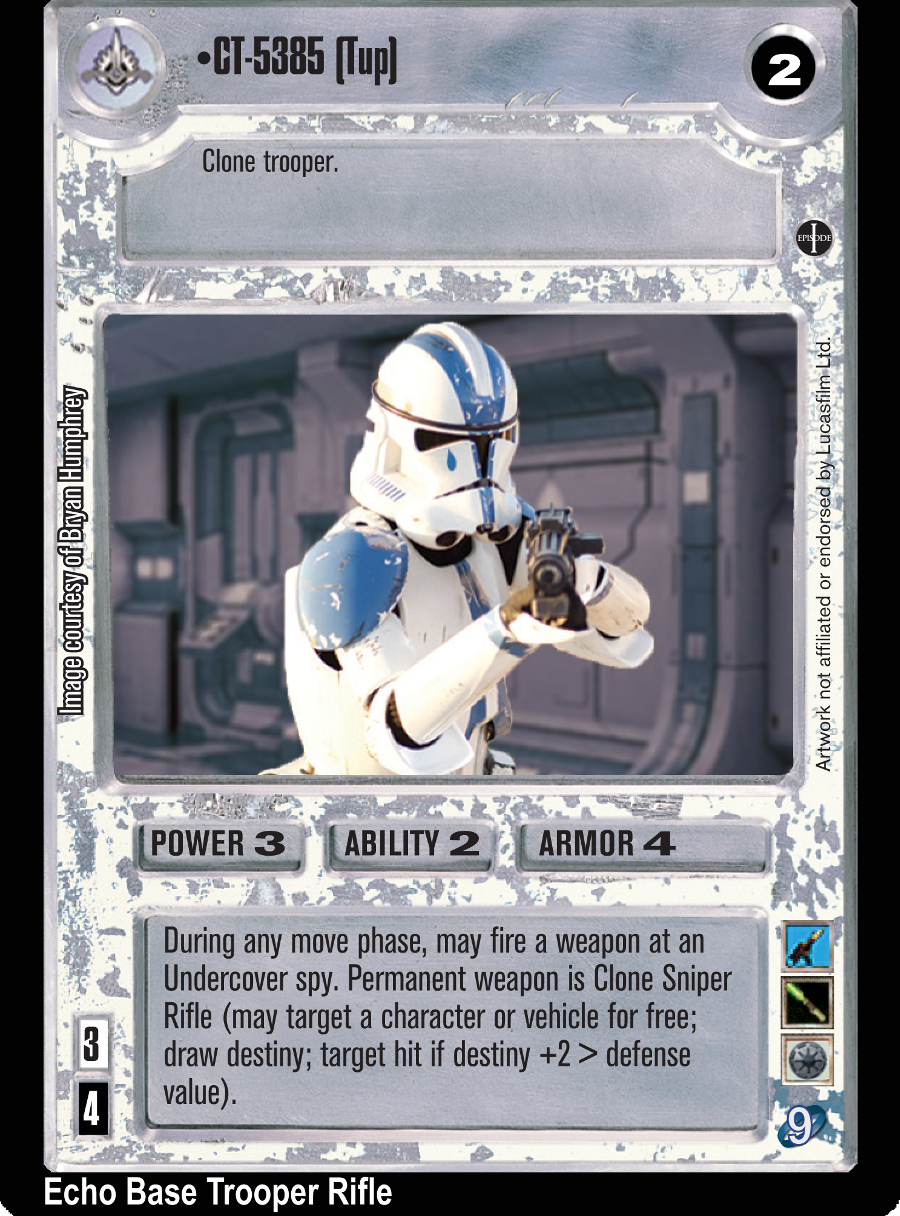 •CT-5385 (Tup)
2
Clone trooper.
EPISODE
I
Image courtesy of Bryan Humphrey
Artwork not affiliated or endorsed by Lucasfilm Ltd.
POWER 3
ABILITY 2
ARMOR 4
During any move phase, may fire a weapon at an
Undercover spy. Permanent weapon is Clone Sniper
Rifle (may target a character or vehicle for free;
draw destiny; target hit if destiny +2 > defense
value).
3
4
9
Echo Base Trooper Rifle